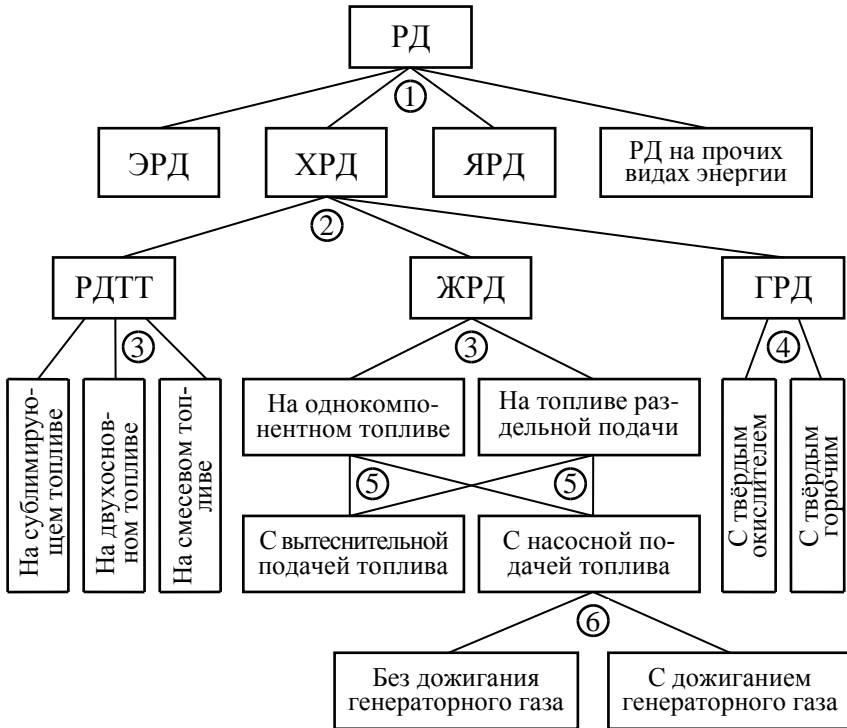 РД
1
ЭРД
ХРД
ЯРД
РД на прочих
видах энергии
2
РДТТ
ЖРД
ГРД
3
3
4
На сублимирую-
щем топливе
На двухоснов-
ном топливе
На смесевом топ-
ливе
На однокомпо-
нентном топливе
На топливе раз-
дельной подачи
С твёрдым
окислителем
С твёрдым
горючим
5
5
С вытеснительной
подачей топлива
С насосной по-
дачей топлива
6
Без дожигания
генераторного газа
С дожиганием
генераторного газа